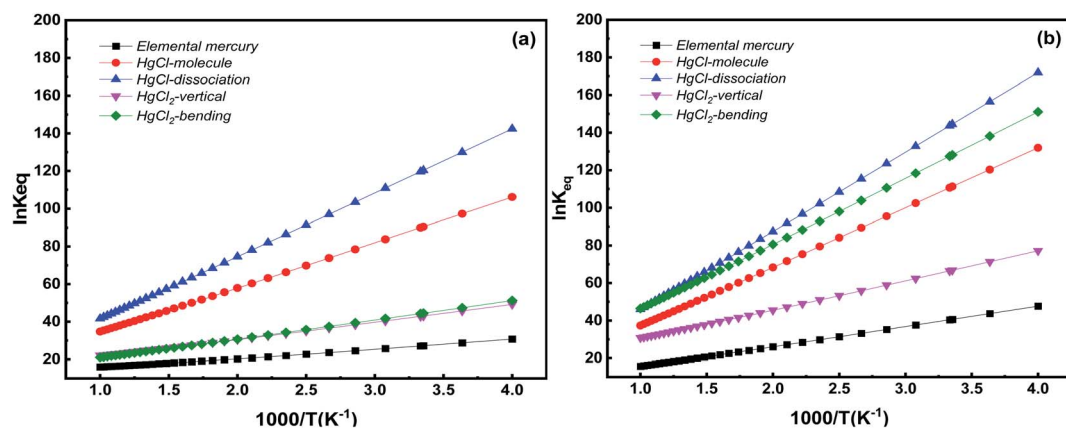 (a)
200
180
160
140
120
100
80
60
40
20
lnKeq
Elemental mercury
HgCl-molecule
HgCl-dissociation
HgCl₂-vertical
HgCl₂-bending
1.0 1.5 2.0 2.5 3.0 3.5 4.0
1000/T(K⁻¹)
(b)
200
180
160
140
120
100
80
60
40
20
lnK_eq
Elemental mercury
HgCl-molecule
HgCl-dissociation
HgCl₂-vertical
HgCl₂-bending
1.0 1.5 2.0 2.5 3.0 3.5 4.0
1000/T(K⁻¹)